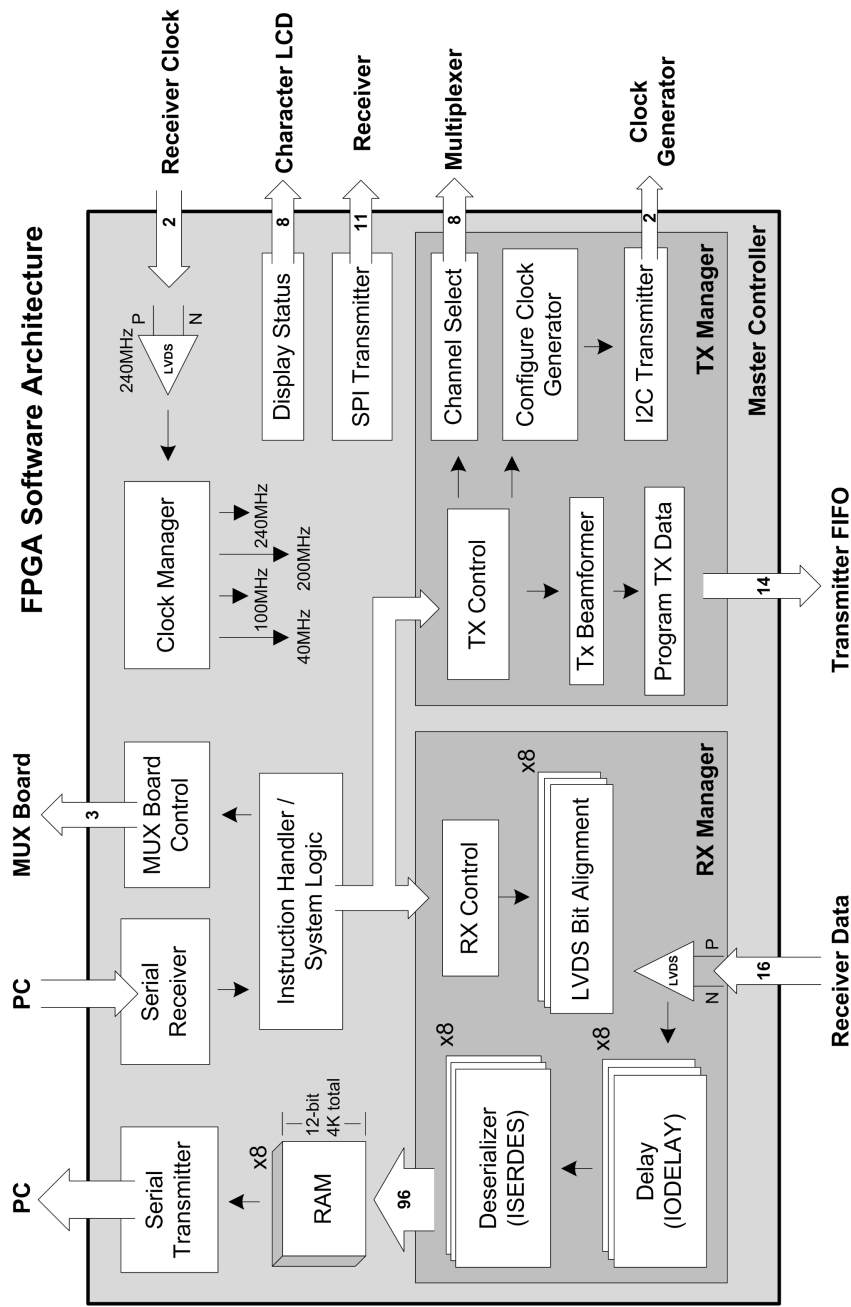 FPGA Software Architecture
PC
PC
MUX Board
3
Serial
Transmitter
Serial
Receiver
MUX Board
Control
Clock Manager
40MHz
100MHz
200MHz
240MHz
240MHz
LVDS
P
N
2
Receiver Clock
x8
RAM
12-bit
4K total
Instruction Handler /
System Logic
Display Status
8
Character LCD
SPI Transmitter
11
Receiver
96
x8
Deserializer
(ISERDES)
x8
Delay
(IODELAY)
RX Control
x8
LVDS Bit Alignment
LVDS
N
P
RX Manager
16
Receiver Data
TX Control
Tx Beamformer
Program TX Data
14
Transmitter FIFO
Channel Select
8
Multiplexer
Configure Clock
Generator
I2C Transmitter
2
Clock
Generator
TX Manager
Master Controller